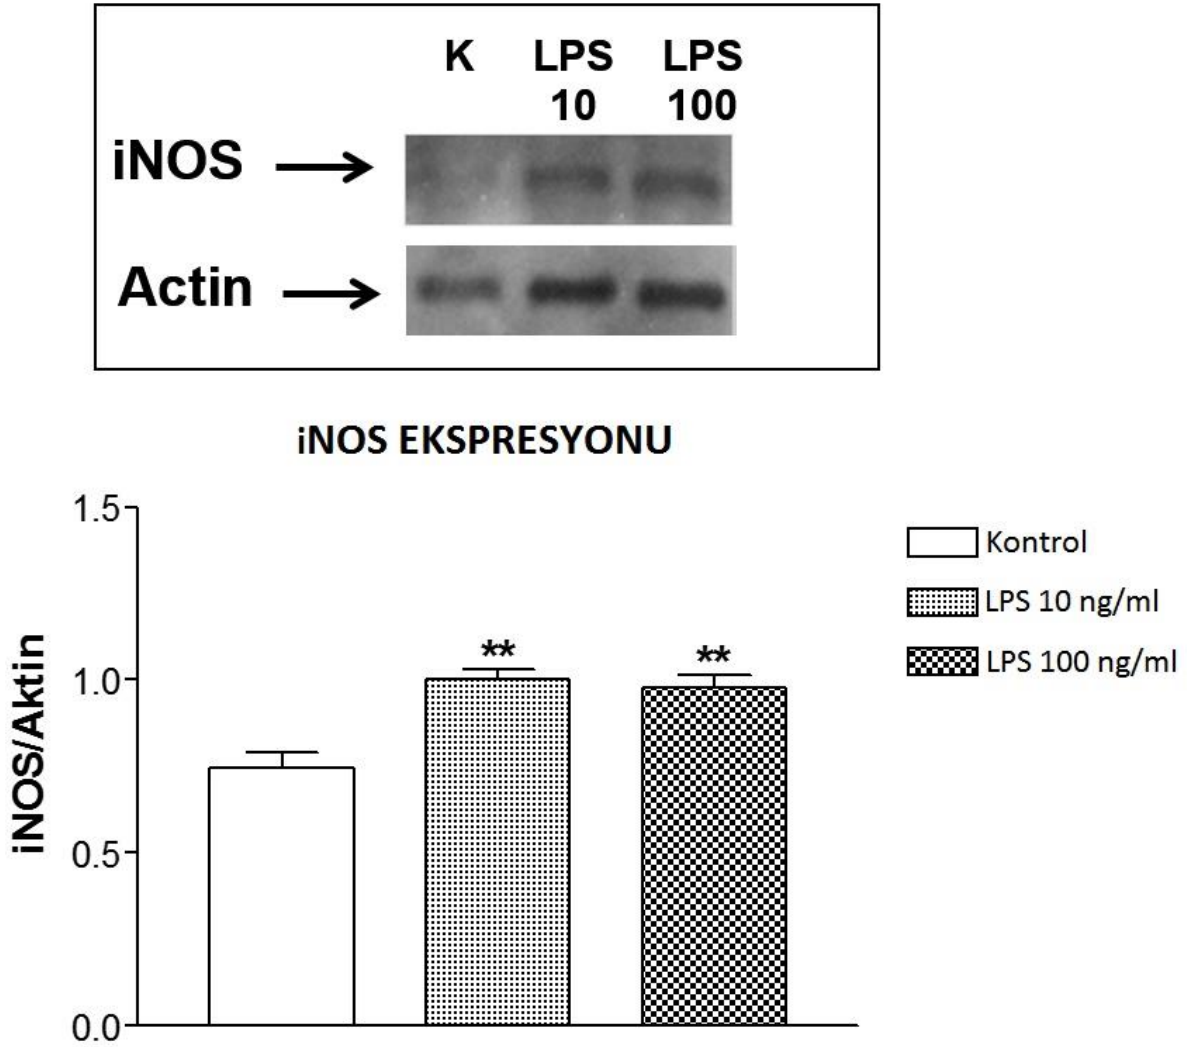 K LPS LPS
10 100
iNOS
Actin
iNOS EKSPRESYONU
1.5
1.0
0.5
0.0
iNOS/Aktin
** **
Kontrol
LPS 10 ng/ml
LPS 100 ng/ml